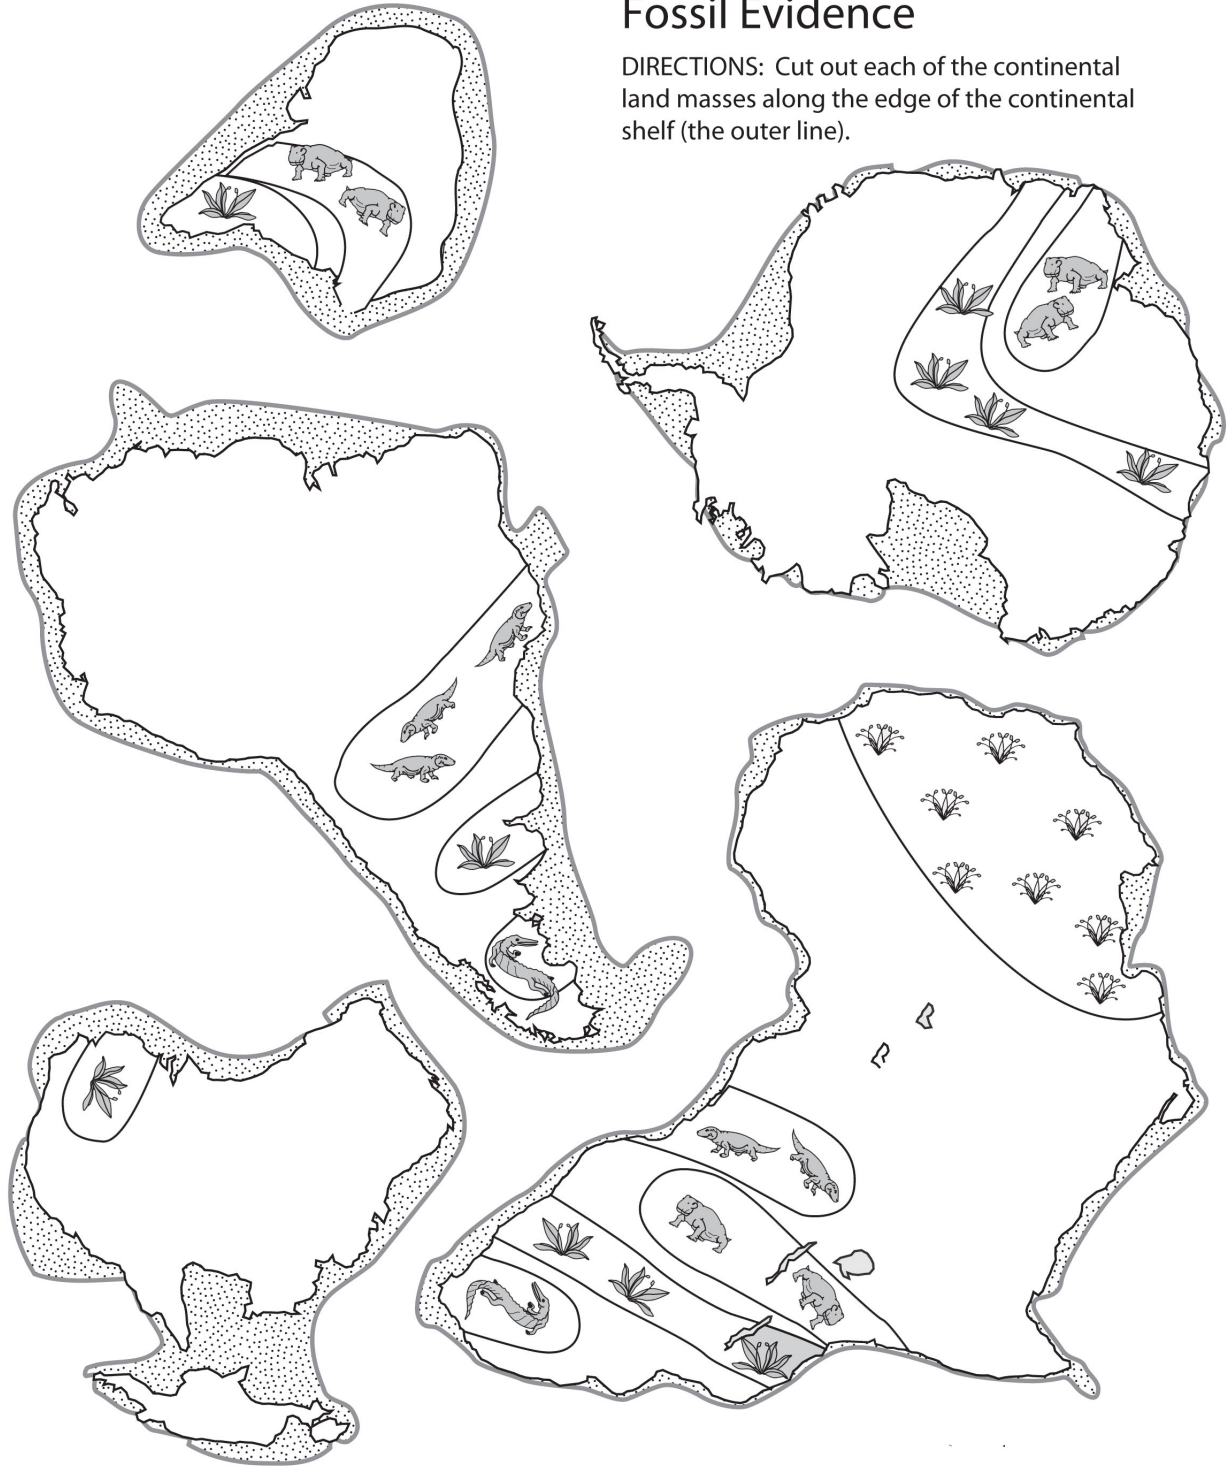 Fossil Evidence
DIRECTIONS:  Cut out each of the continental
land masses along the edge of the continental
shelf (the outer line).